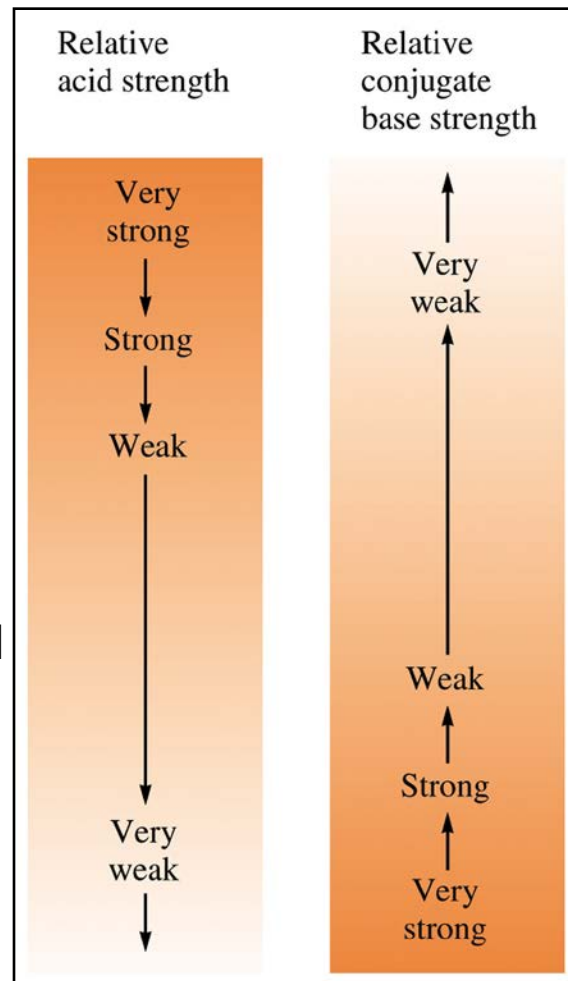 Relative
acid strength
Very
strong
Strong
Weak
Very
weak
Relative
conjugate
base strength
Very
weak
Weak
Strong
Very
strong